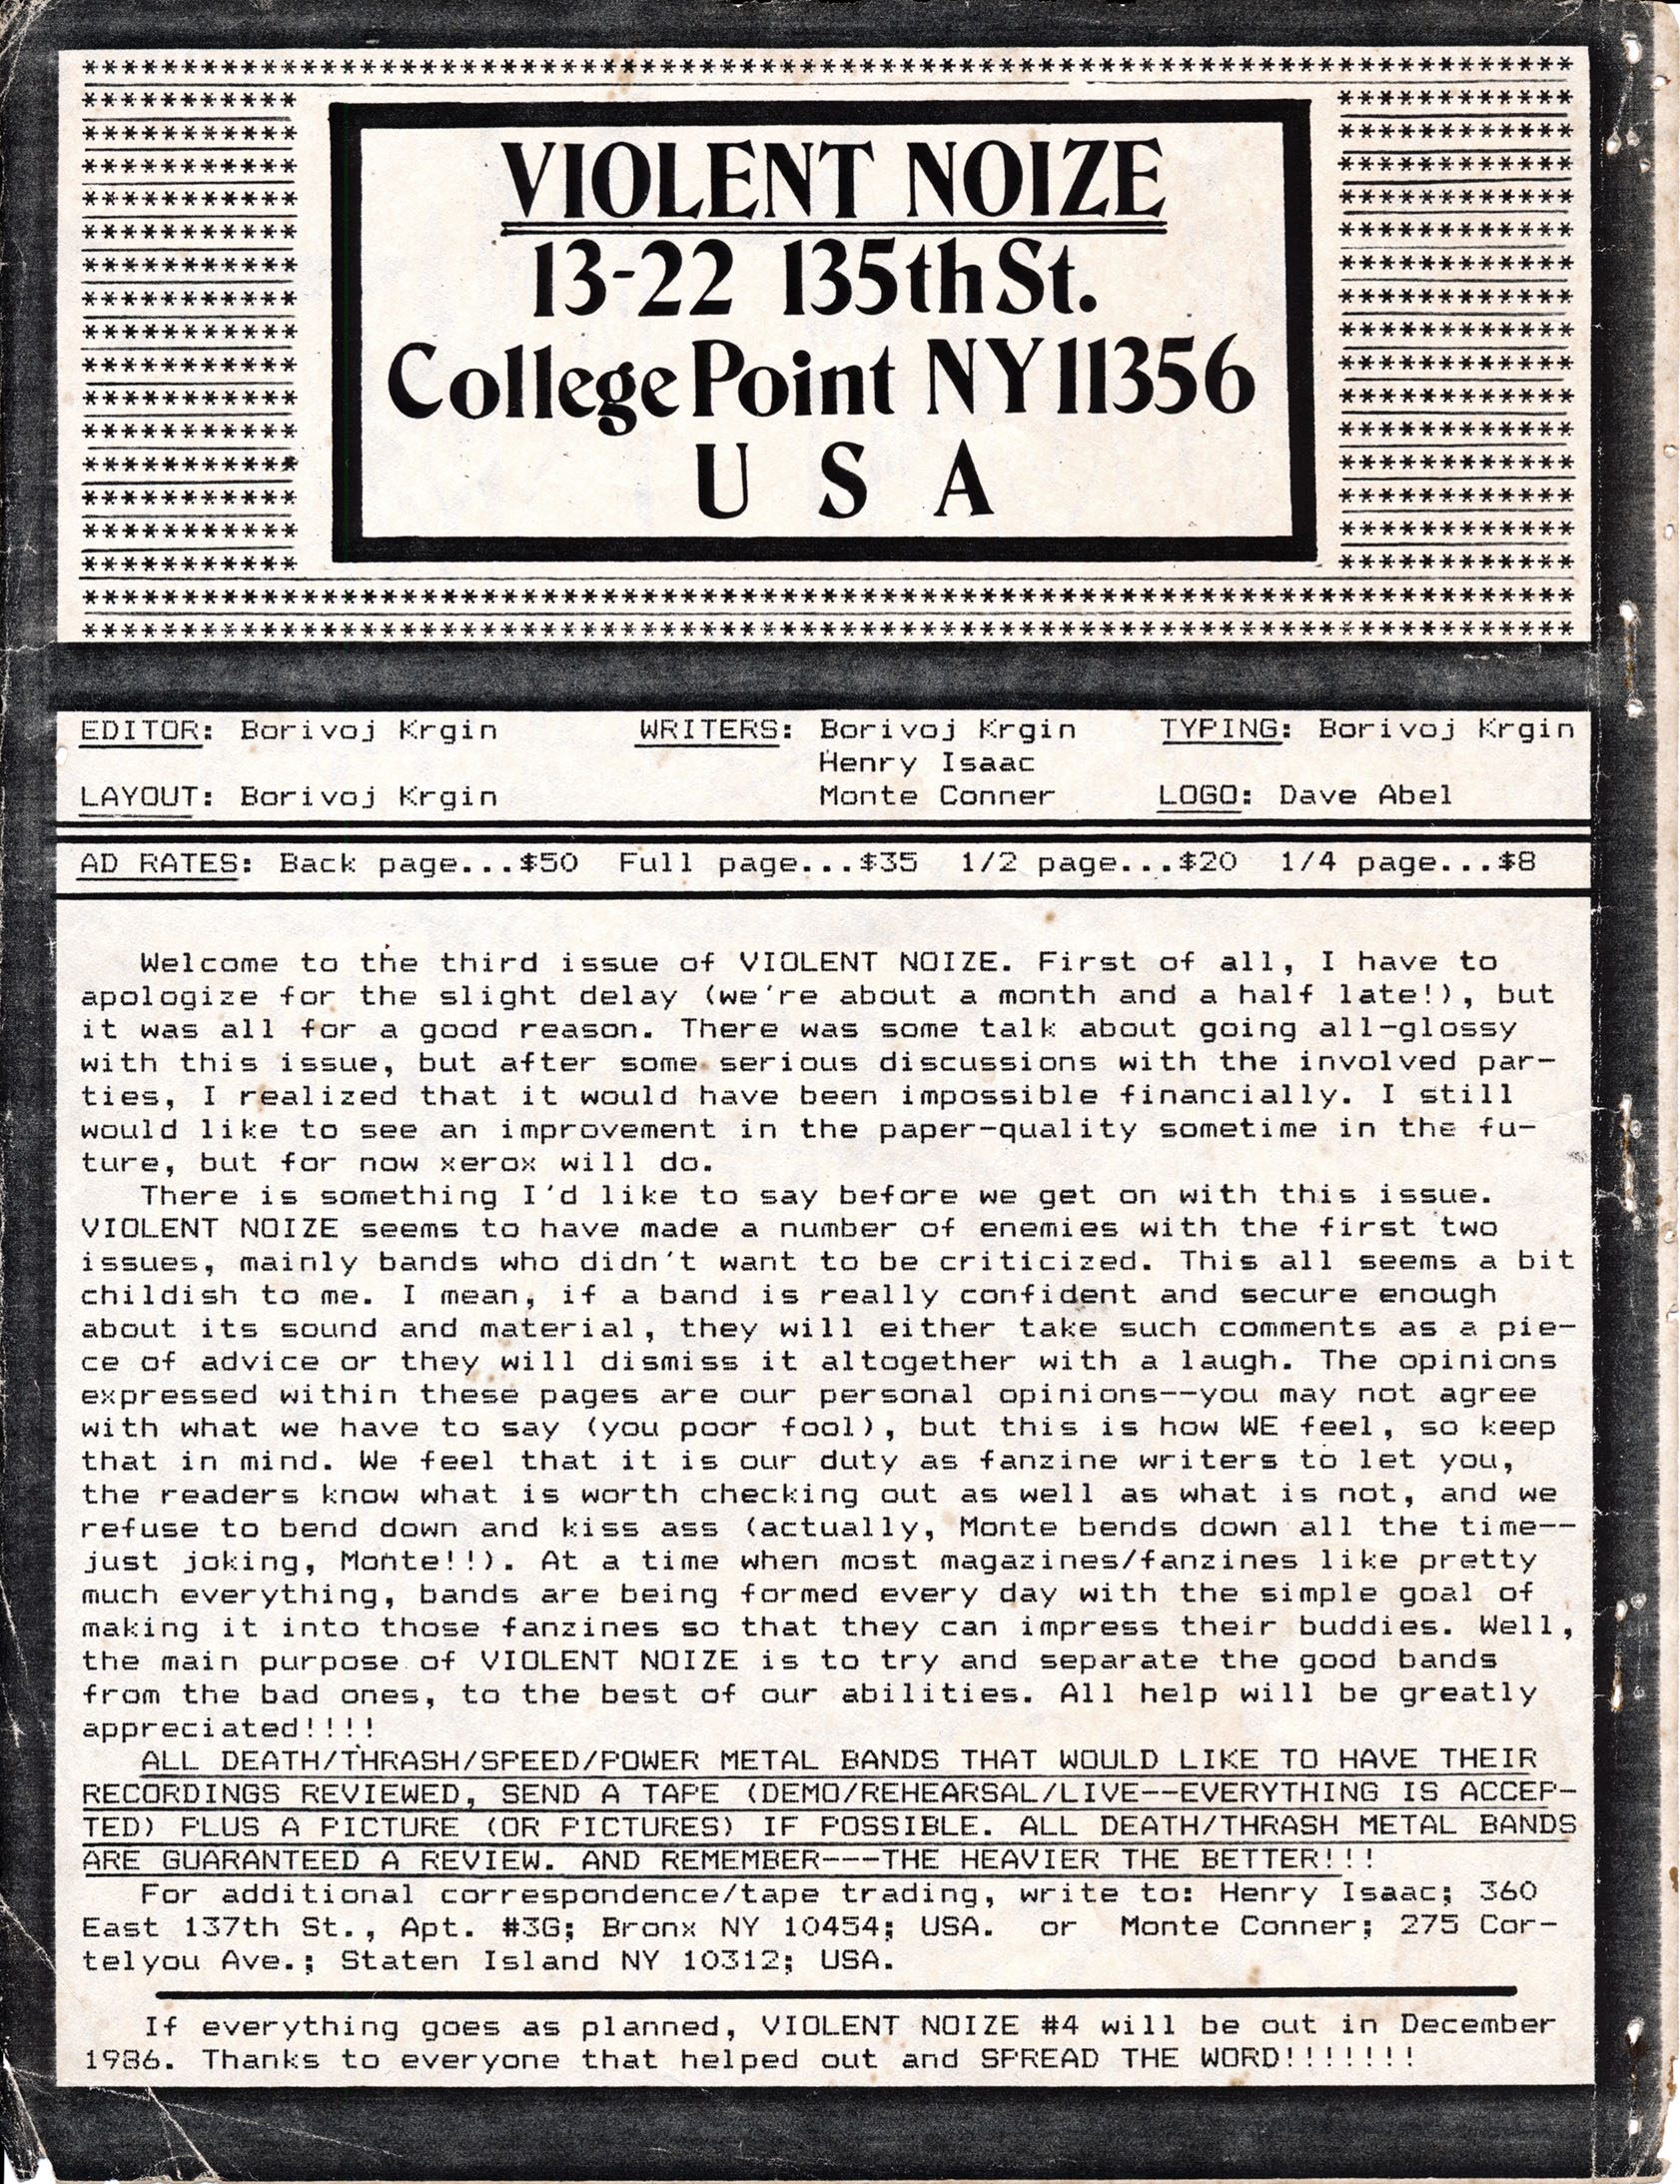 VIOLENT NOIZE
13-22 135th St.
College Point NY 11356
U S A
EDITOR: Borivoj Krgin WRITERS: Borivoj Krgin TYPING: Borivoj Krgin
Henry Isaac
LAYOUT: Borivoj Krgin Monte Conner LOGO: Dave Abel
AD RATES: Back page...$50 Full page...$35 1/2 page...$20 1/4 page...$8
Welcome to the third issue of VIOLENT NOIZE. First of all, I have to
apologize for the slight delay (we're about a month and a half late!), but
it was all for a good reason. There was some talk about going all-glossy
with this issue, but after some serious discussions with the involved par-
ties, I realized that it would have been impossible financially. I still
would like to see an improvement in the paper-quality sometime in the fu-
ture, but for now xerox will do.
There is something I'd like to say before we get on with this issue.
VIOLENT NOIZE seems to have made a number of enemies with the first two
issues, mainly bands who didn't want to be criticized. This all seems a bit
childish to me. I mean, if a band is really confident and secure enough
about its sound and material, they will either take such comments as a pie-
ce of advice or they will dismiss it altogether with a laugh. The opinions
expressed within these pages are our personal opinions--you may not agree
with what we have to say (you poor fool), but this is how WE feel, so keep
that in mind. We feel that it is our duty as fanzine writers to let you,
the readers know what is worth checking out as well as what is not, and we
refuse to bend down and kiss ass (actually, Monte bends down all the time--
just joking, Monte!!). At a time when most magazines/fanzines like pretty
much everything, bands are being formed every day with the simple goal of
making it into those fanzines so that they can impress their buddies. Well,
the main purpose of VIOLENT NOIZE is to try and separate the good bands
from the bad ones, to the best of our abilities. All help will be greatly
appreciated!!!!
ALL DEATH/THRASH/SPEED/POWER METAL BANDS THAT WOULD LIKE TO HAVE THEIR
RECORDINGS REVIEWED, SEND A TAPE (DEMO/REHEARSAL/LIVE--EVERYTHING IS ACCEP-
TED) PLUS A PICTURE (OR PICTURES) IF POSSIBLE. ALL DEATH/THRASH METAL BANDS
ARE GUARANTEED A REVIEW. AND REMEMBER---THE HEAVIER THE BETTER!!!
For additional correspondence/tape trading, write to: Henry Isaac; 360
East 137th St., Apt. #3G; Bronx NY 10454; USA. or Monte Conner; 275 Cor-
telyou Ave.; Staten Island NY 10312; USA.
If everything goes as planned, VIOLENT NOIZE #4 will be out in December
1986. Thanks to everyone that helped out and SPREAD THE WORD!!!!!!!